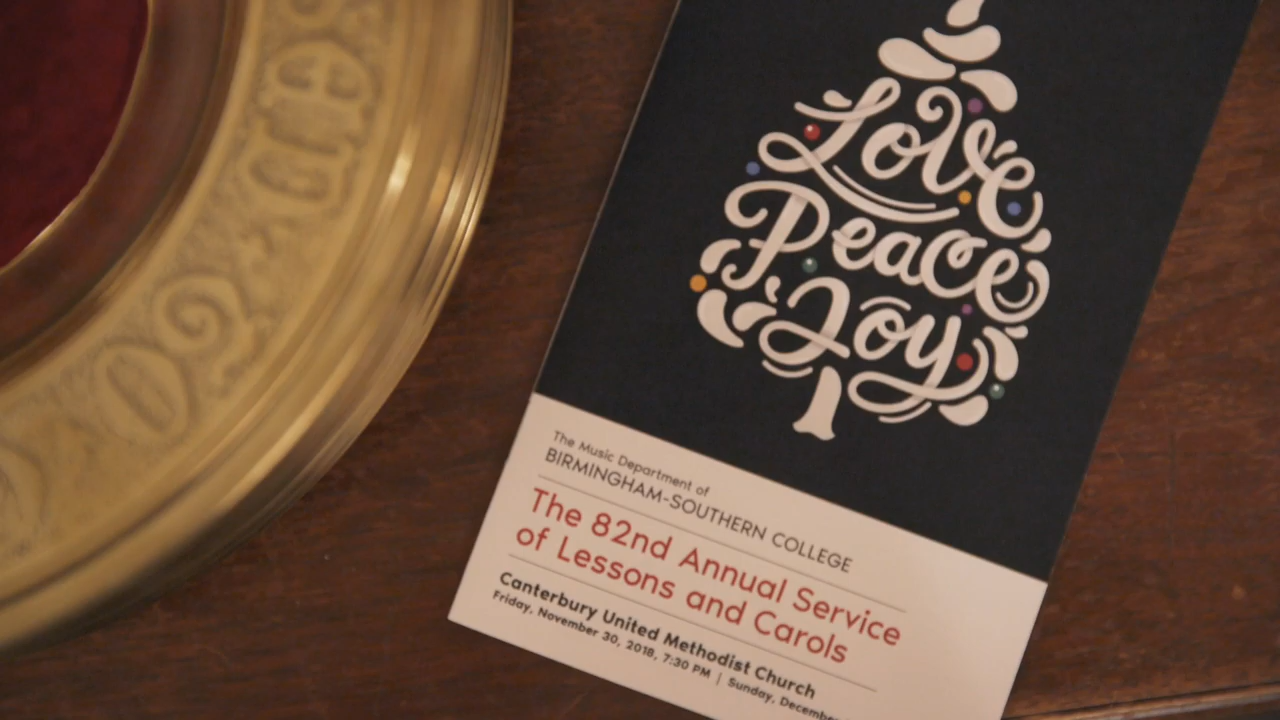 Love
Peace
Joy
The Music Department of
BIRMINGHAM-SOUTHERN COLLEGE
The 82nd Annual Service
of Lessons and Carols
Canterbury United Methodist Church
Friday, November 30, 2018, 7:30 PM | Sunday,